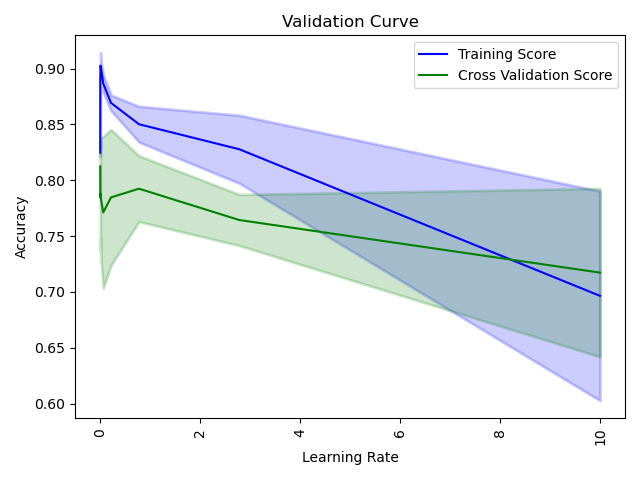 Validation Curve
Training Score
Cross Validation Score
0.90
0.85
0.80
0.75
0.70
0.65
0.60
Accuracy
0
2
4
6
8
10
Learning Rate